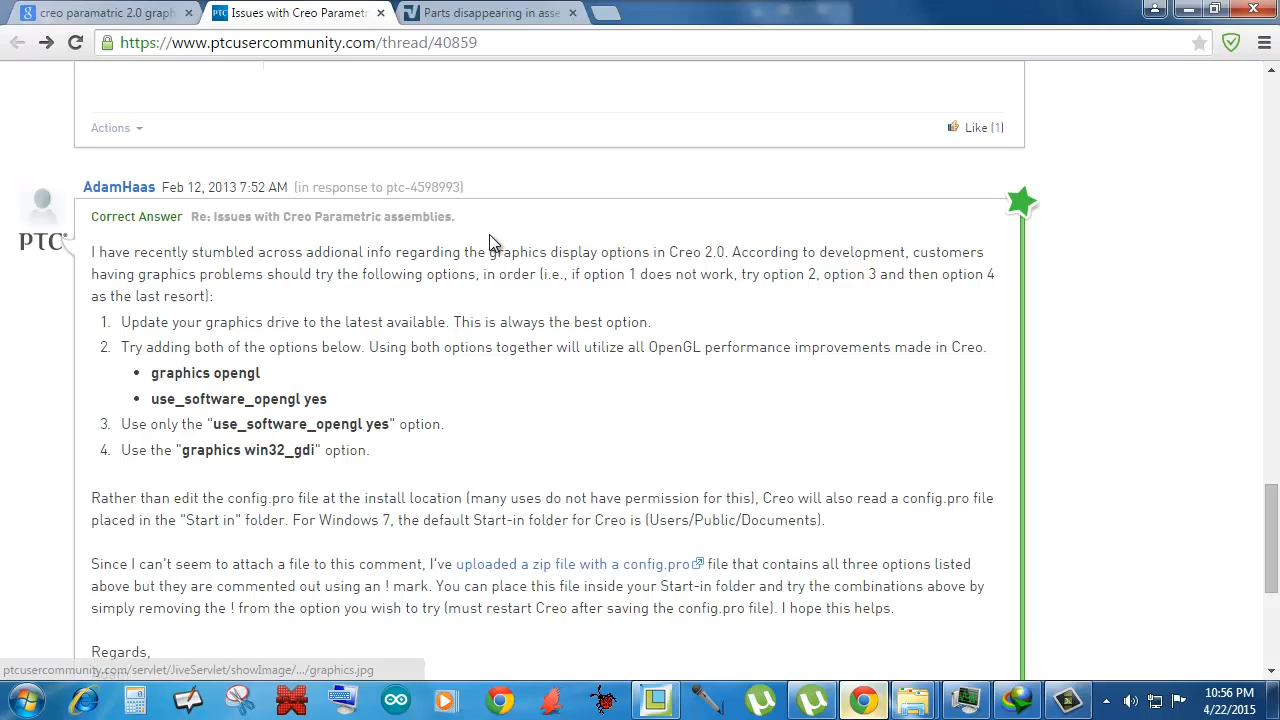 creo paramatric 2.0 graph
Issues with Creo Parametr
Parts disappearing in asse
https://www.ptcusercommunity.com/thread/40859
Actions
Like (1)
AdamHaas Feb 12, 2013 7:52 AM (in response to ptc-4598993)
Correct Answer Re: Issues with Creo Parametric assemblies.
PTC
I have recently stumbled across addional info regarding the graphics display options in Creo 2.0. According to development, customers
having graphics problems should try the following options, in order (i.e., if option 1 does not work, try option 2, option 3 and then option 4
as the last resort):
1. Update your graphics drive to the latest available. This is always the best option.
2. Try adding both of the options below. Using both options together will utilize all OpenGL performance improvements made in Creo.
• graphics opengl
• use_software_opengl yes
3. Use only the "use_software_opengl yes" option.
4. Use the "graphics win32_gdi" option.
Rather than edit the config.pro file at the install location (many uses do not have permission for this), Creo will also read a config.pro file
placed in the "Start in" folder. For Windows 7, the default Start-in folder for Creo is (Users/Public/Documents).
Since I can't seem to attach a file to this comment, I've uploaded a zip file with a config.pro file that contains all three options listed
above but they are commented out using an ! mark. You can place this file inside your Start-in folder and try the combinations above by
simply removing the ! from the option you wish to try (must restart Creo after saving the config.pro file). I hope this helps.
Regards,
ptcusercommunity.com/servlet/JiveServlet/showImage/.../graphics.jpg
10:56 PM
4/22/2015